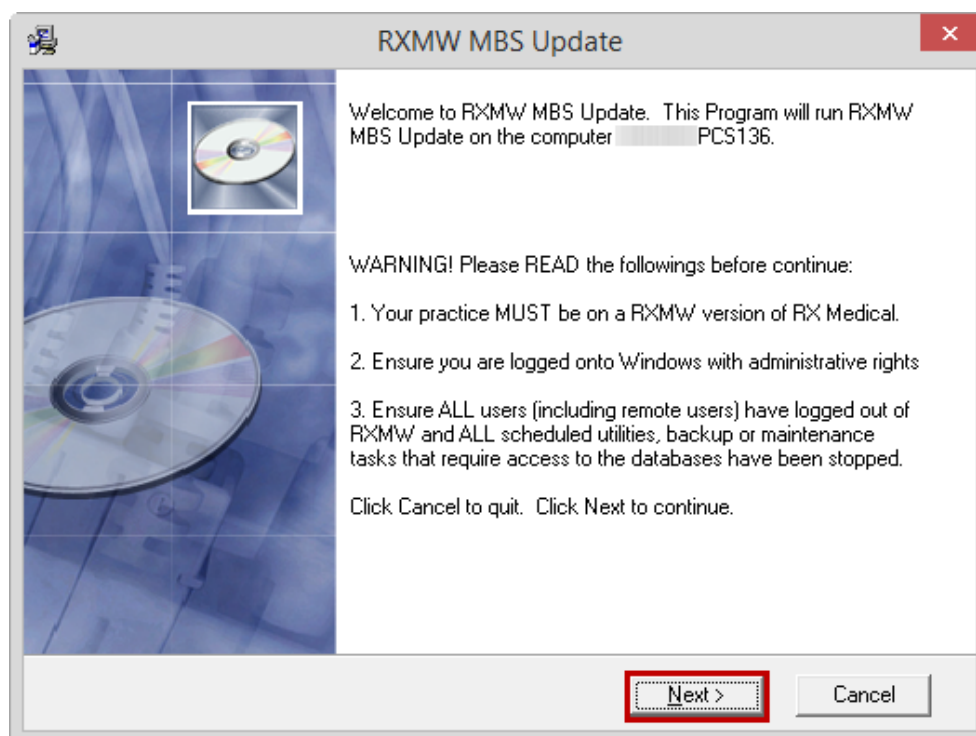 RXMW MBS Update
Welcome to RXMW MBS Update. This Program will run RXMW
MBS Update on the computer PCS136.
WARNING! Please READ the followings before continue:
1. Your practice MUST be on a RXMW version of RX Medical.
2. Ensure you are logged onto Windows with administrative rights
3. Ensure ALL users (including remote users) have logged out of
RXMW and ALL scheduled utilities, backup or maintenance
tasks that require access to the databases have been stopped.
Click Cancel to quit. Click Next to continue.
Next >
Cancel